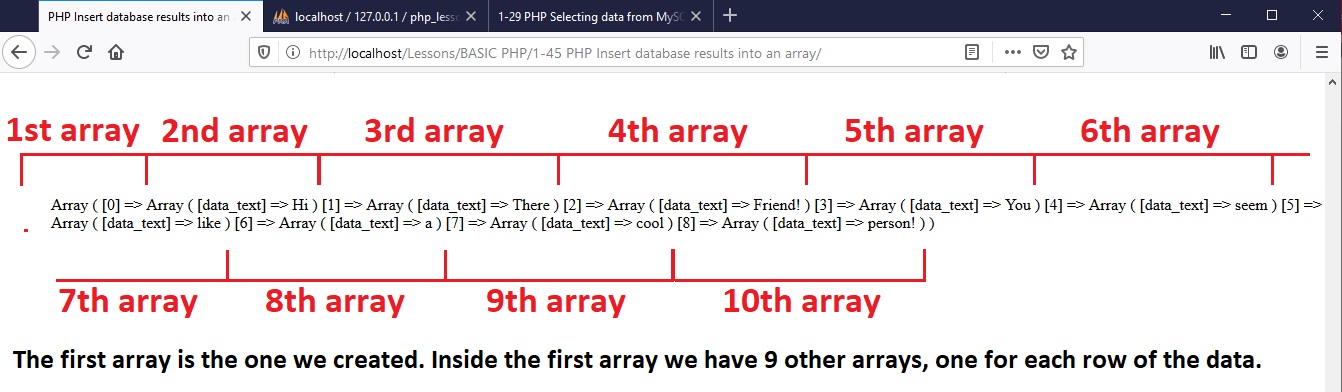 PHP Insert database results into an
localhost / 127.0.0.1 / php_less
1-29 PHP Selecting data from MyS
http://localhost/Lessons/BASIC PHP/1-45 PHP Insert database results into an array/
1st array 2nd array 3rd array 4th array 5th array 6th array
Array ( [0] => Array ( [data_text] => Hi ) [1] => Array ( [data_text] => There ) [2] => Array ( [data_text] => Friend! ) [3] => Array ( [data_text] => You ) [4] => Array ( [data_text] => seem ) [5] =>
Array ( [data_text] => like ) [6] => Array ( [data_text] => a ) [7] => Array ( [data_text] => cool ) [8] => Array ( [data_text] => person! ) )
7th array 8th array 9th array 10th array
The first array is the one we created. Inside the first array we have 9 other arrays, one for each row of the data.